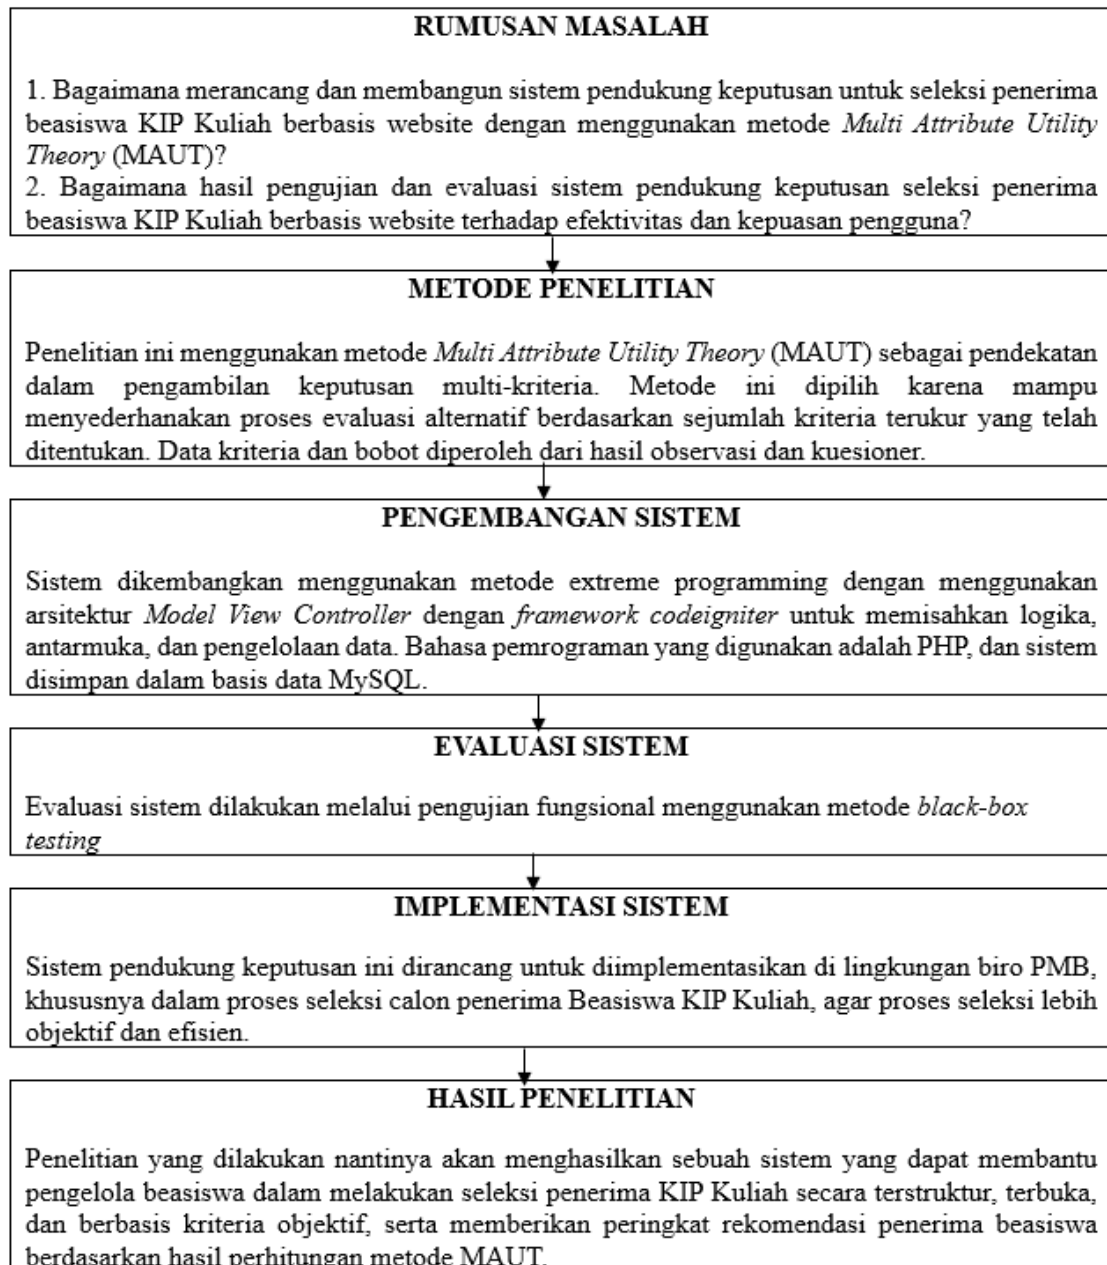 RUMUSAN MASALAH
1. Bagaimana merancang dan membangun sistem pendukung keputusan untuk seleksi penerima
beasiswa KIP Kuliah berbasis website dengan menggunakan metode Multi Attribute Utility
Theory (MAUT)?
2. Bagaimana hasil pengujian dan evaluasi sistem pendukung keputusan seleksi penerima
beasiswa KIP Kuliah berbasis website terhadap efektivitas dan kepuasan pengguna?
METODE PENELITIAN
Penelitian ini menggunakan metode Multi Attribute Utility Theory (MAUT) sebagai pendekatan
dalam pengambilan keputusan multi-kriteria. Metode ini dipilih karena mampu
menyederhanakan proses evaluasi alternatif berdasarkan sejumlah kriteria terukur yang telah
ditentukan. Data kriteria dan bobot diperoleh dari hasil observasi dan kuesioner.
PENGEMBANGAN SISTEM
Sistem dikembangkan menggunakan metode extreme programming dengan menggunakan
arsitektur Model View Controller dengan framework codeigniter untuk memisahkan logika,
antarmuka, dan pengelolaan data. Bahasa pemrograman yang digunakan adalah PHP, dan sistem
disimpan dalam basis data MySQL.
EVALUASI SISTEM
Evaluasi sistem dilakukan melalui pengujian fungsional menggunakan metode black-box
testing
IMPLEMENTASI SISTEM
Sistem pendukung keputusan ini dirancang untuk diimplementasikan di lingkungan biro PMB,
khususnya dalam proses seleksi calon penerima Beasiswa KIP Kuliah, agar proses seleksi lebih
objektif dan efisien.
HASIL PENELITIAN
Penelitian yang dilakukan nantinya akan menghasilkan sebuah sistem yang dapat membantu
pengelola beasiswa dalam melakukan seleksi penerima KIP Kuliah secara terstruktur, terbuka,
dan berbasis kriteria objektif, serta memberikan peringkat rekomendasi penerima beasiswa
berdasarkan hasil perhitungan metode MAUT.